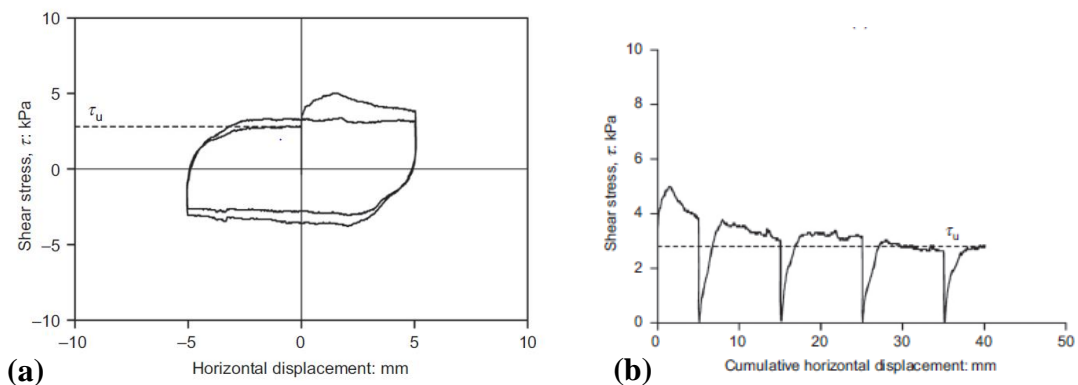 10
5
τu
0
−5
−10
−10
−5
0
5
10
Shear stress, τ: kPa
Horizontal displacement: mm
(a)
10
8
6
4
2
0
τu
0
10
20
30
40
50
Shear stress, τ: kPa
Cumulative horizontal displacement: mm
(b)